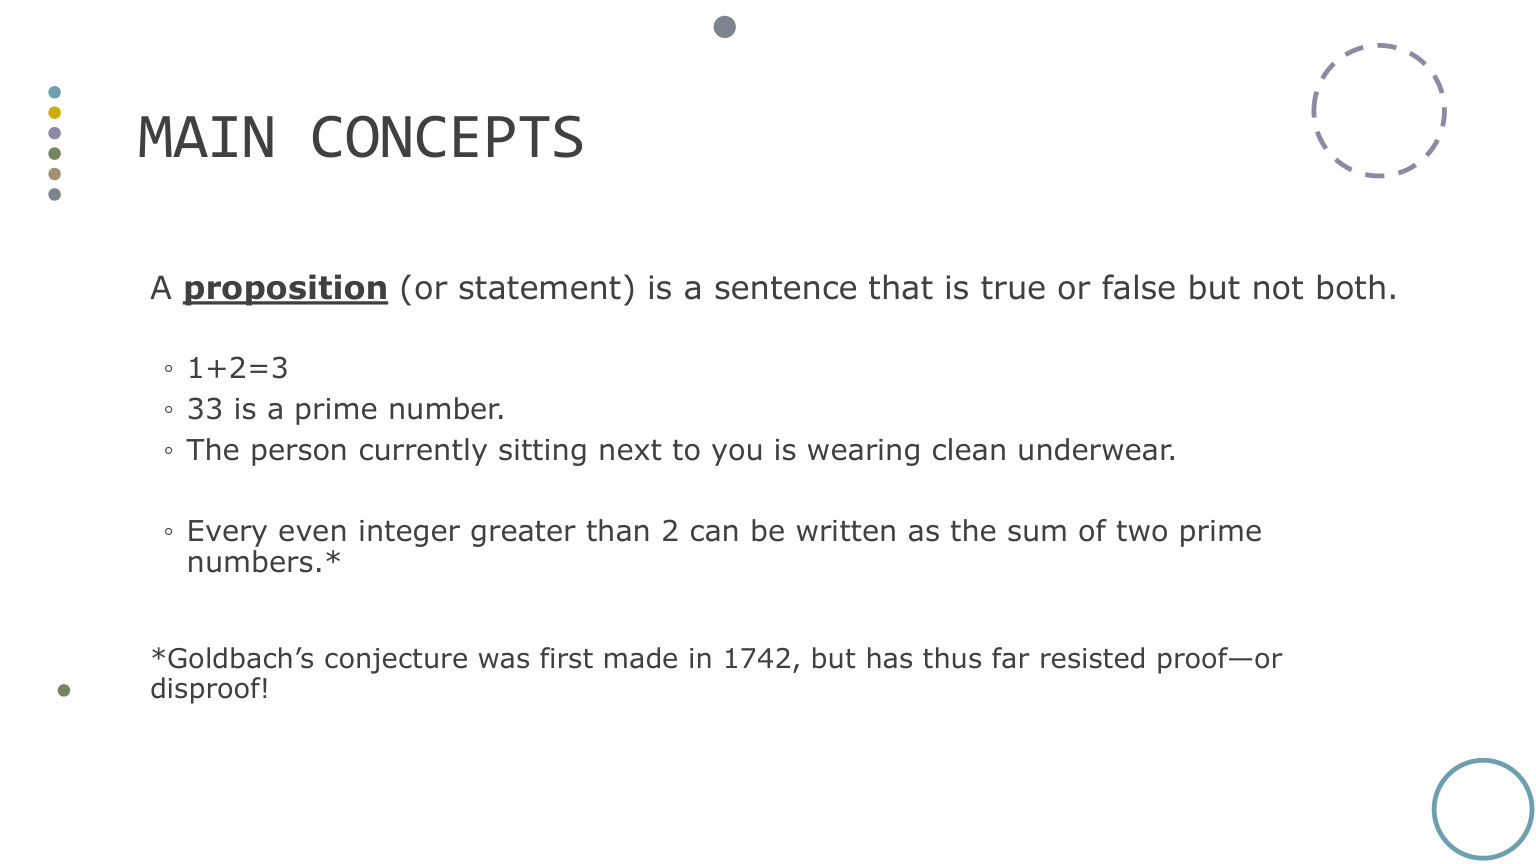 MAIN CONCEPTS
A proposition (or statement) is a sentence that is true or false but not both.
◦ 1+2=3
◦ 33 is a prime number.
◦ The person currently sitting next to you is wearing clean underwear.
◦ Every even integer greater than 2 can be written as the sum of two prime
numbers.*
*Goldbach’s conjecture was first made in 1742, but has thus far resisted proof—or
disproof!